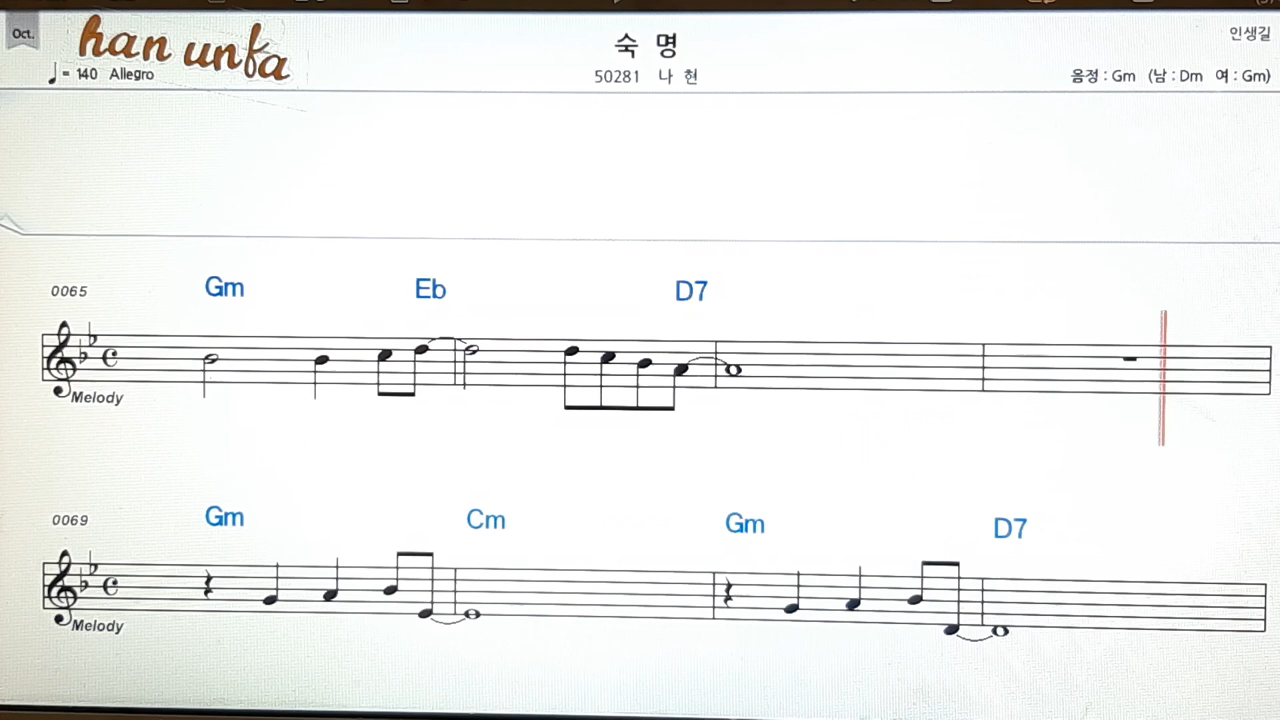 Oct.
han unfa
숙 명
인생길
♩= 140 Allegro
50281 나 현
음정 : Gm (남 : Dm 여 : Gm)
0065 Gm Eb D7
Melody
0069 Gm Cm Gm D7
Melody